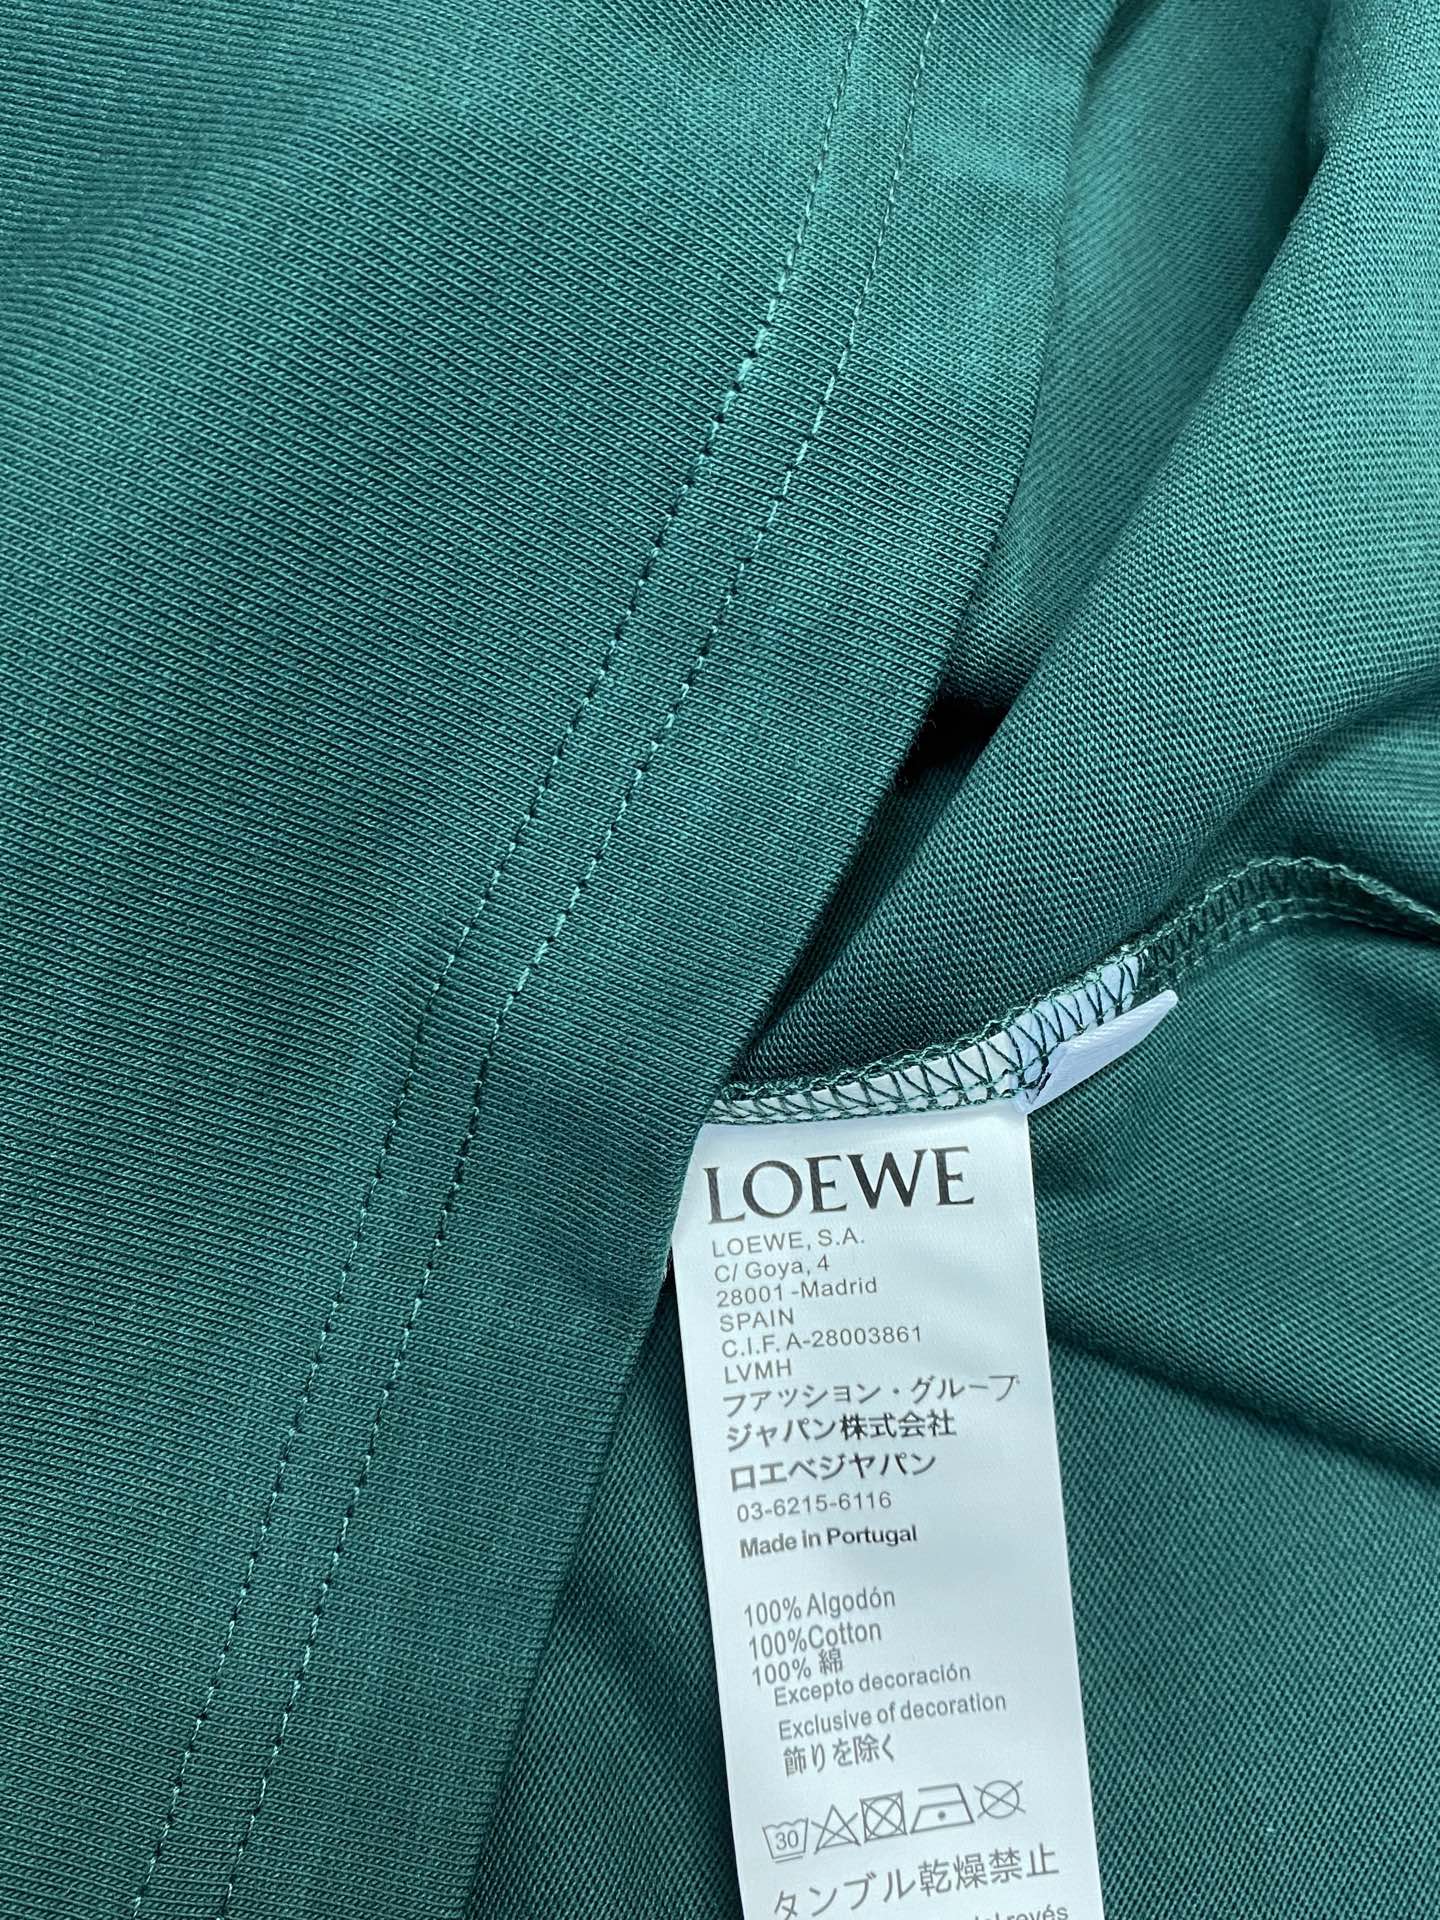 LOEWE
LOEWE, S.A.
C/ Goya, 4
28001 -Madrid
SPAIN
C.I.F. A-28003861
LVMH
ファッション・グループ
ジャパン株式会社
ロエベジャパン
03-6215-6116
Made in Portugal
100% Algodón
100%Cotton
100% 綿
Excepto decoración
Exclusive of decoration
飾りを除く
30
タンブル乾燥禁止
revés